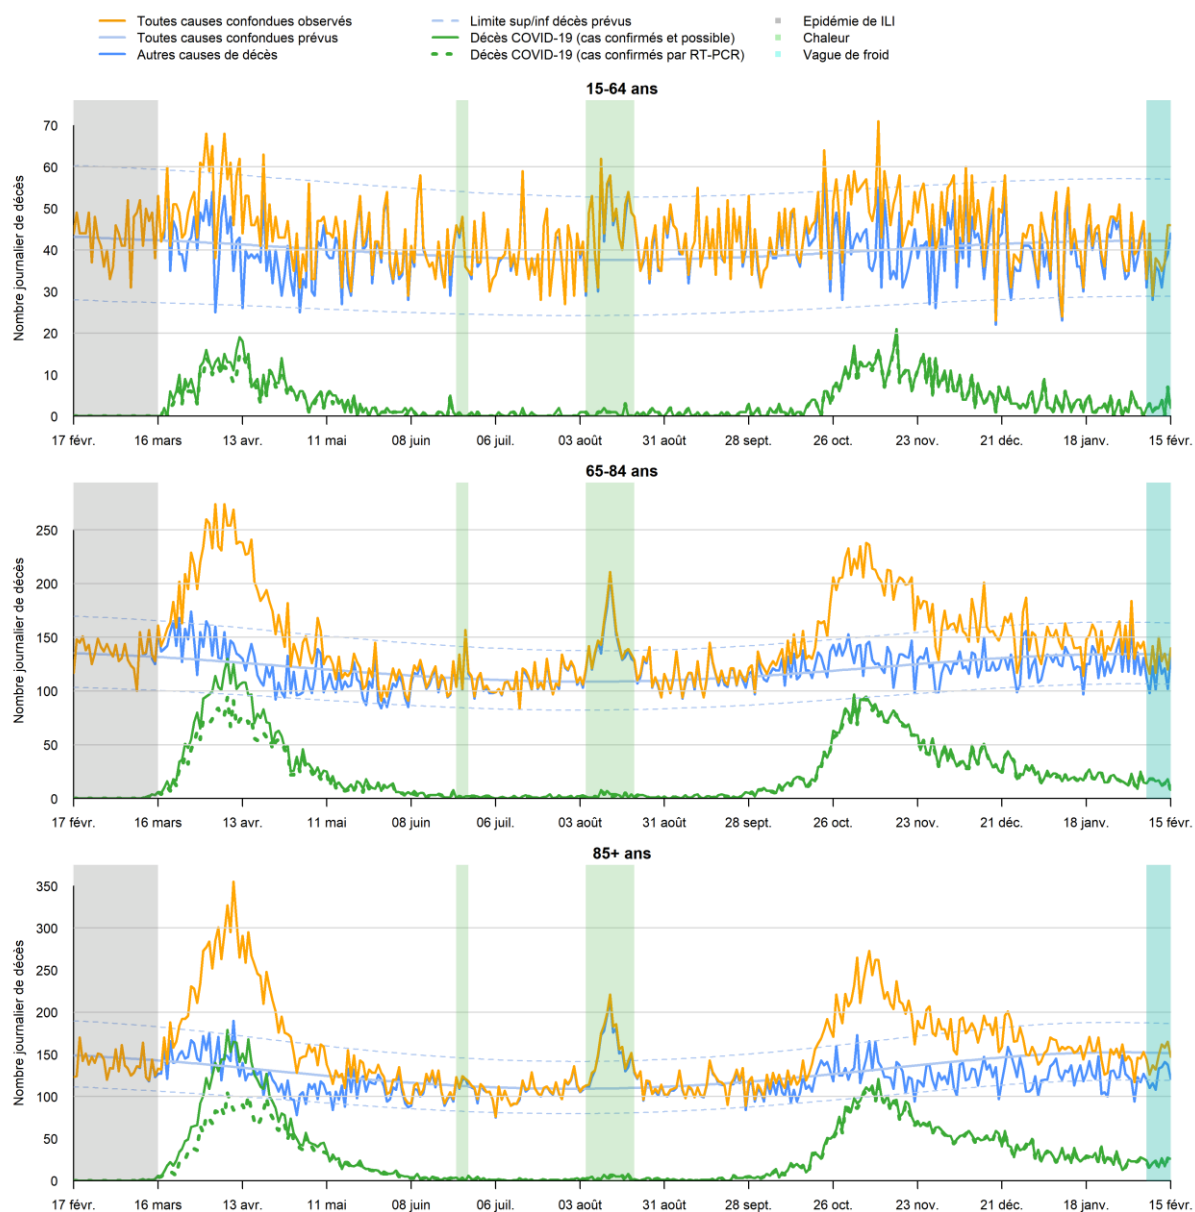 Toutes causes confondues observés
Toutes causes confondues prévus
Autres causes de décès
Limite sup/inf décès prévus
Décès COVID-19 (cas confirmés et possible)
Décès COVID-19 (cas confirmés par RT-PCR)
Epidémie de ILI
Chaleur
Vague de froid
15-64 ans
Nombre journalier de décès
70
60
50
40
30
20
10
0
17 févr. 16 mars 13 avr. 11 mai 08 juin 06 juil. 03 août 31 août 28 sept. 26 oct. 23 nov. 21 déc. 18 janv. 15 févr.
65-84 ans
Nombre journalier de décès
250
200
150
100
50
0
17 févr. 16 mars 13 avr. 11 mai 08 juin 06 juil. 03 août 31 août 28 sept. 26 oct. 23 nov. 21 déc. 18 janv. 15 févr.
85+ ans
Nombre journalier de décès
350
300
250
200
150
100
50
0
17 févr. 16 mars 13 avr. 11 mai 08 juin 06 juil. 03 août 31 août 28 sept. 26 oct. 23 nov. 21 déc. 18 janv. 15 févr.